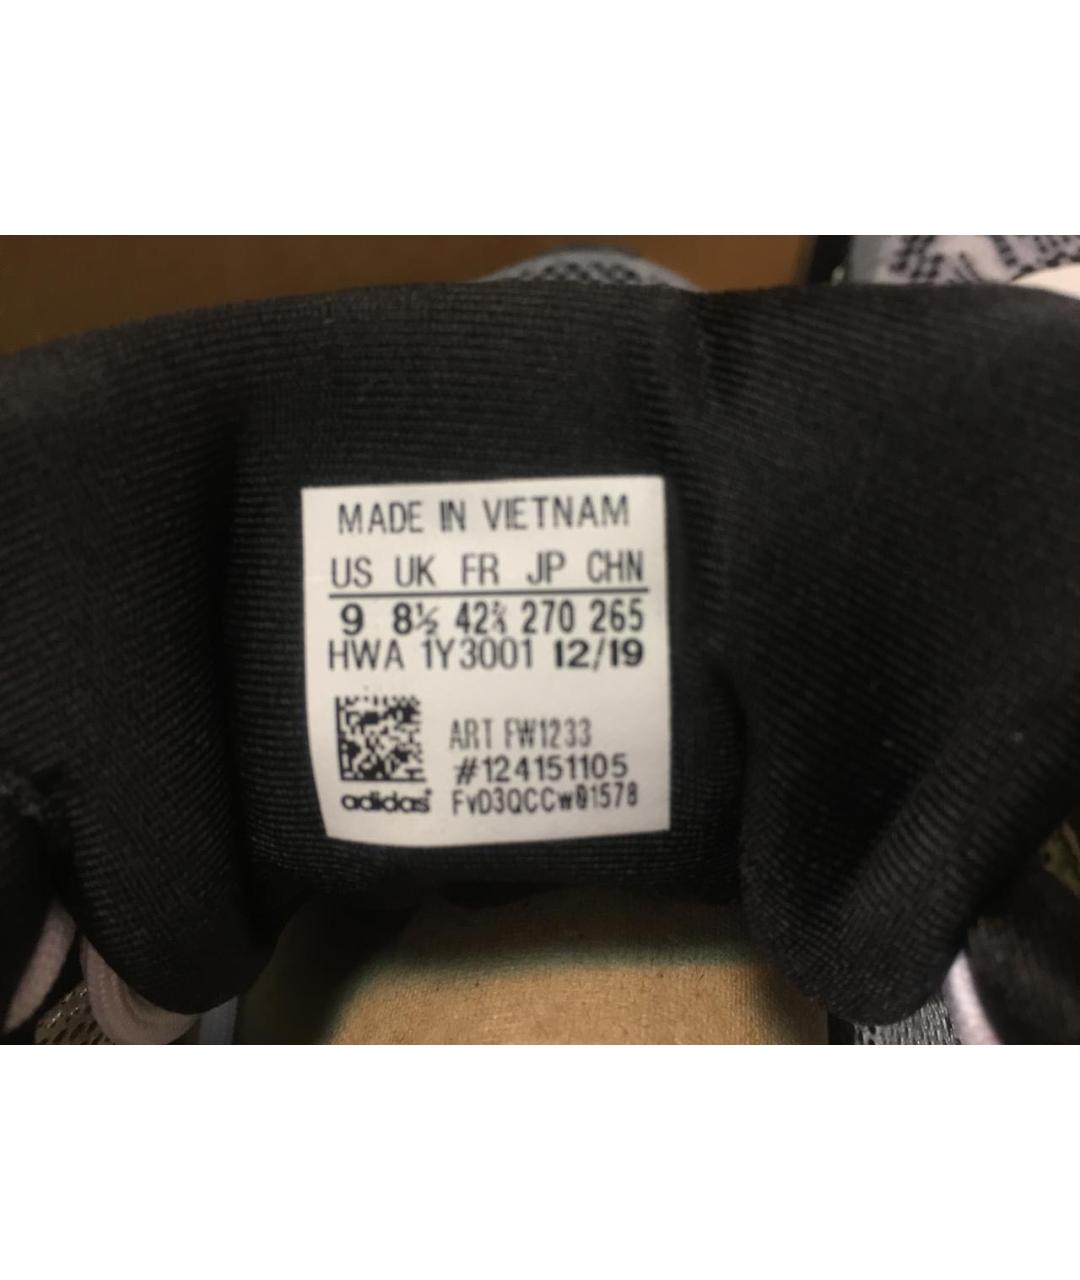 MADE IN VIETNAM
US UK FR JP CHN
9 8½ 42⅔ 270 265
HWA 1Y3001 12/19
ART FW1233
#124151105
adidas FvD3QCCw01578